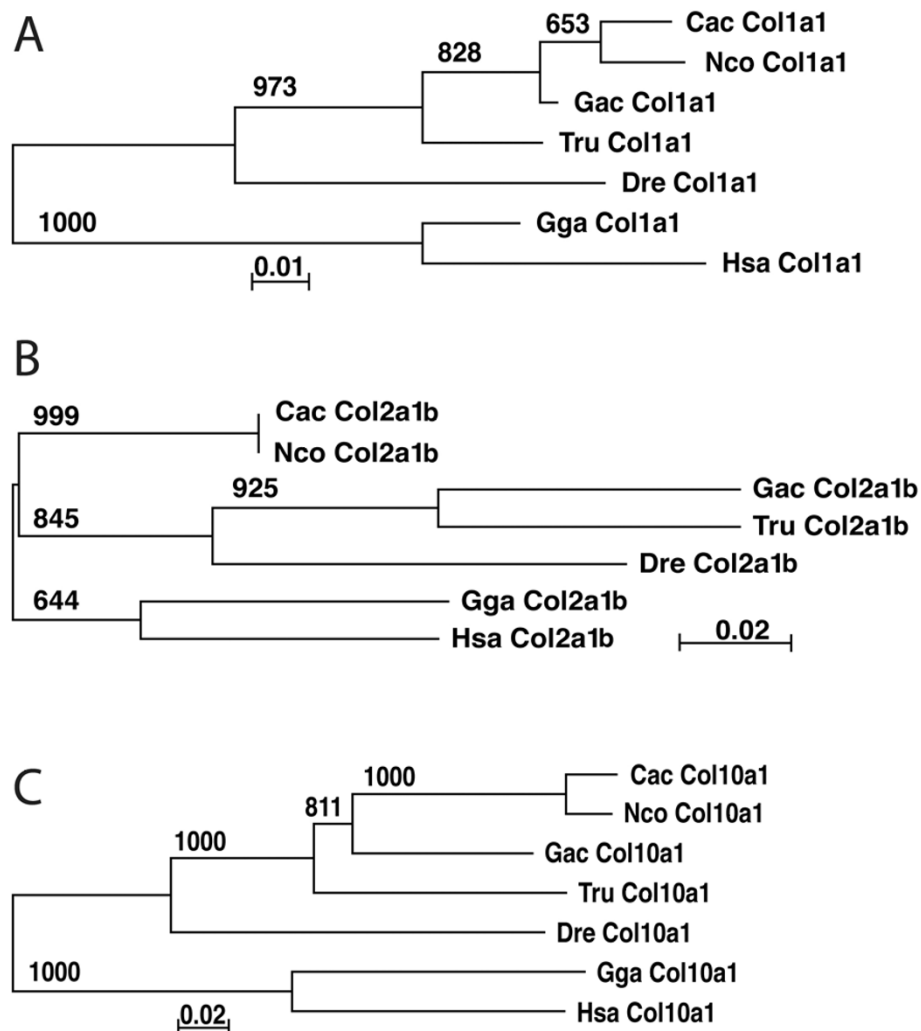 A
653
Cac Col1a1
828
Nco Col1a1
973
Gac Col1a1
Tru Col1a1
Dre Col1a1
1000
Gga Col1a1
0.01
Hsa Col1a1
B
999
Cac Col2a1b
Nco Col2a1b
925
Gac Col2a1b
845
Tru Col2a1b
Dre Col2a1b
644
Gga Col2a1b
Hsa Col2a1b
0.02
C
1000
Cac Col10a1
811
Nco Col10a1
1000
Gac Col10a1
Tru Col10a1
Dre Col10a1
1000
Gga Col10a1
0.02
Hsa Col10a1